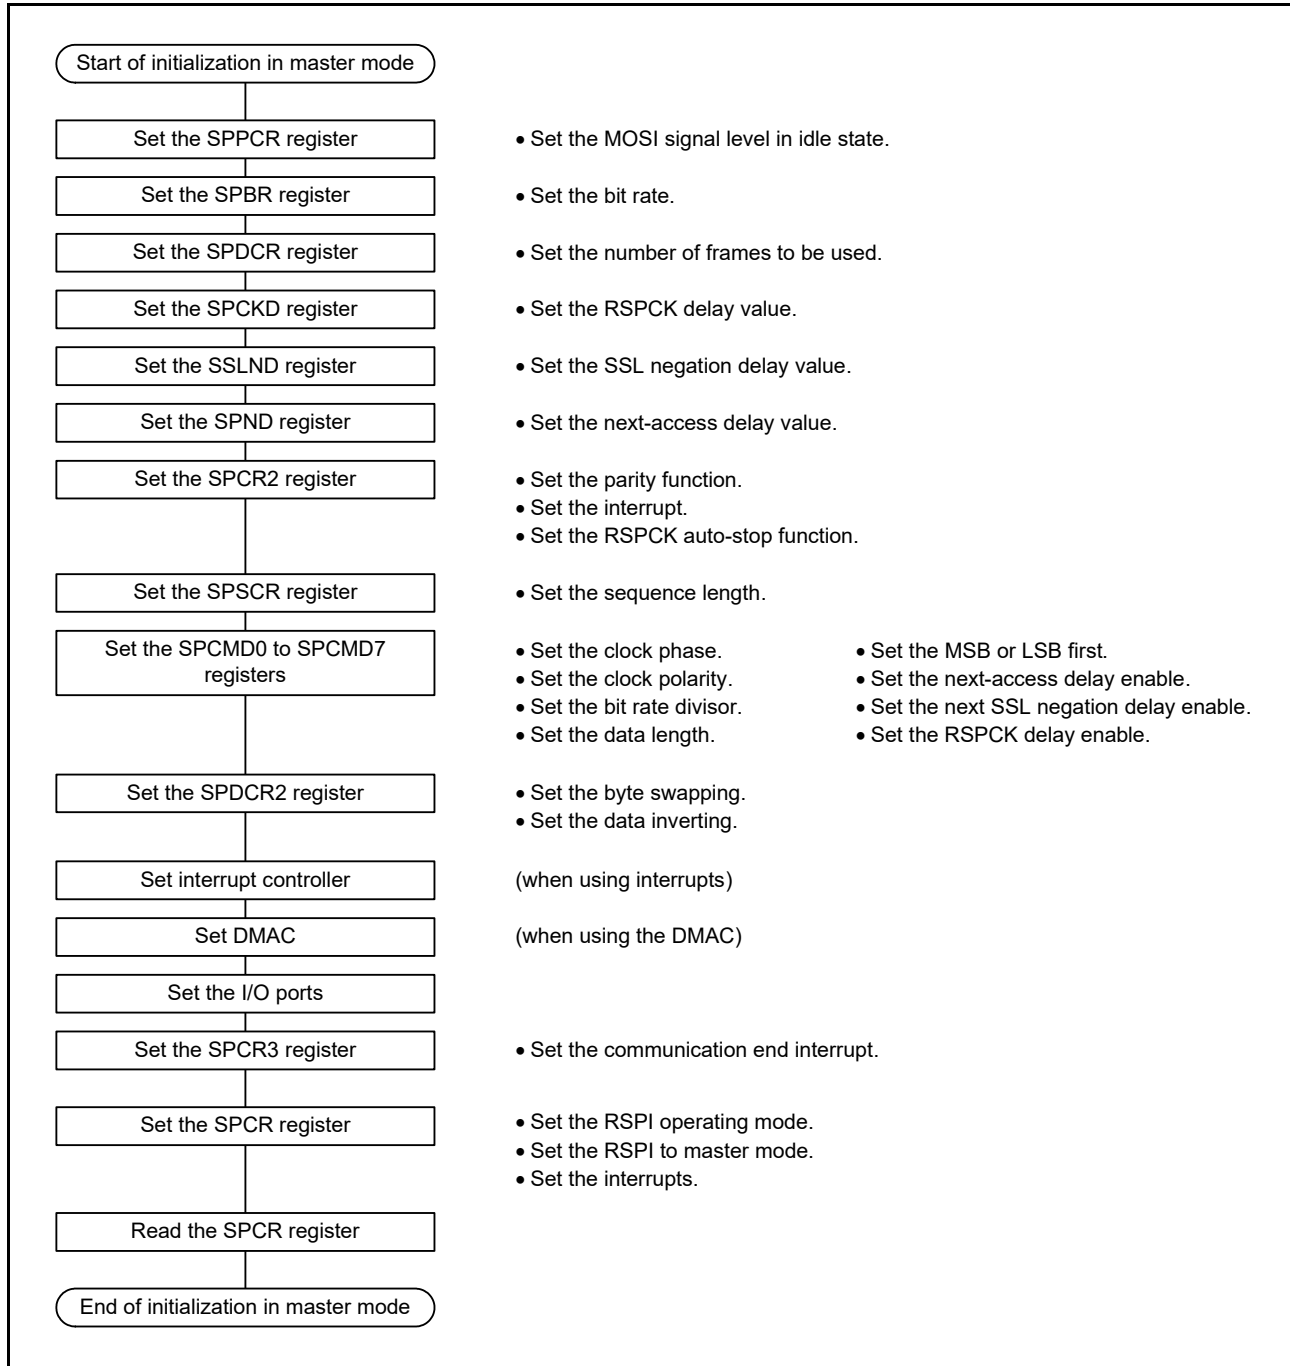 Start of initialization in master mode
Set the SPPCR register
• Set the MOSI signal level in idle state.
Set the SPBR register
• Set the bit rate.
Set the SPDCR register
• Set the number of frames to be used.
Set the SPCKD register
• Set the RSPCK delay value.
Set the SSLND register
• Set the SSL negation delay value.
Set the SPND register
• Set the next-access delay value.
Set the SPCR2 register
• Set the parity function.
• Set the interrupt.
• Set the RSPCK auto-stop function.
Set the SPSCR register
• Set the sequence length.
Set the SPCMD0 to SPCMD7
registers
• Set the clock phase.
• Set the clock polarity.
• Set the bit rate divisor.
• Set the data length.
• Set the MSB or LSB first.
• Set the next-access delay enable.
• Set the next SSL negation delay enable.
• Set the RSPCK delay enable.
Set the SPDCR2 register
• Set the byte swapping.
• Set the data inverting.
Set interrupt controller
(when using interrupts)
Set DMAC
(when using the DMAC)
Set the I/O ports
Set the SPCR3 register
• Set the communication end interrupt.
Set the SPCR register
• Set the RSPI operating mode.
• Set the RSPI to master mode.
• Set the interrupts.
Read the SPCR register
End of initialization in master mode